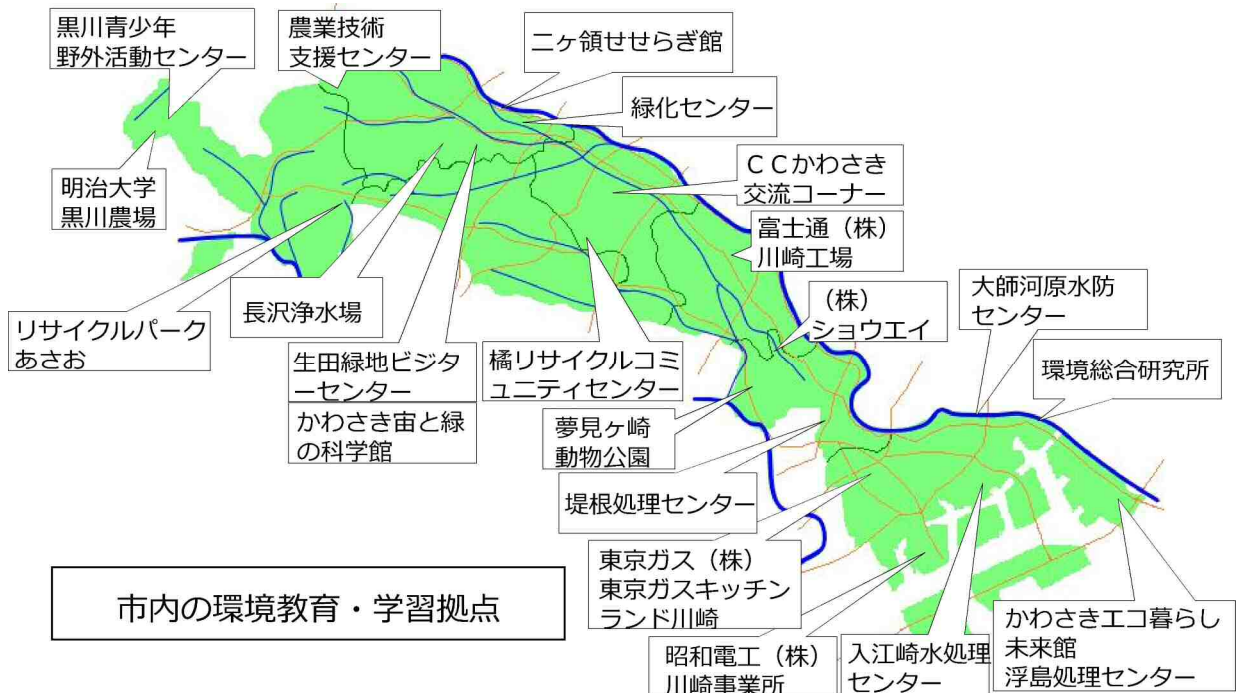 黒川青少年
野外活動センター
農業技術
支援センター
二ヶ領せせらぎ館
緑化センター
明治大学
黒川農場
ＣＣかわさき
交流コーナー
富士通（株）
川崎工場
長沢浄水場
（株）
ショウエイ
大師河原水防
センター
リサイクルパーク
あさお
生田緑地ビジタ
ーセンター
かわさき宙と緑
の科学館
橘リサイクルコミ
ュニティセンター
環境総合研究所
夢見ヶ崎
動物公園
堤根処理センター
東京ガス（株）
東京ガスキッチン
ランド川崎
市内の環境教育・学習拠点
昭和電工（株）
川崎事業所
入江崎水処理
センター
かわさきエコ暮らし
未来館
浮島処理センター